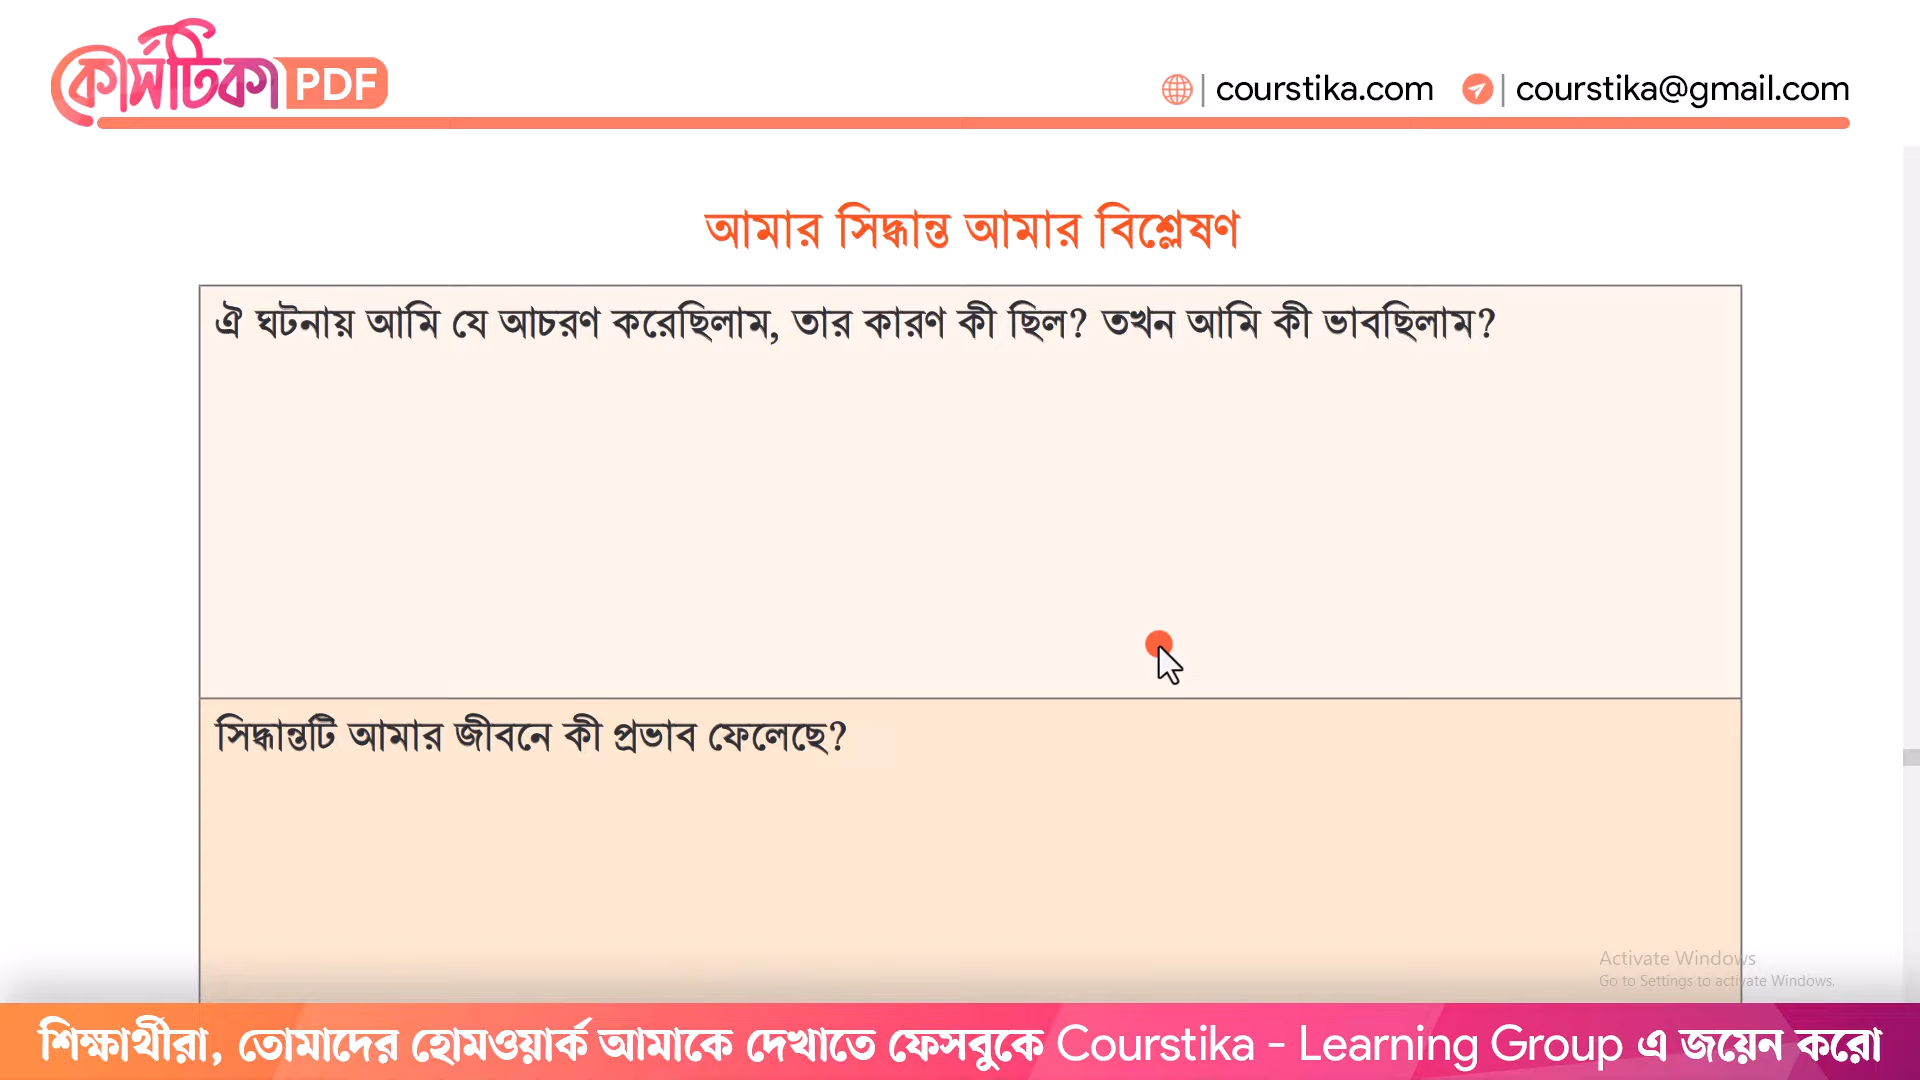 কোর্সটিকা PDF
courstika.com
courstika@gmail.com
আমার সিদ্ধান্ত আমার বিশ্লেষণ
ঐ ঘটনায় আমি যে আচরণ করেছিলাম, তার কারণ কী ছিল? তখন আমি কী ভাবছিলাম?
সিদ্ধান্তটি আমার জীবনে কী প্রভাব ফেলেছে?
Activate Windows
Go to Settings to activate Windows.
শিক্ষার্থীরা, তোমাদের হোমওয়ার্ক আমাকে দেখাতে ফেসবুকে Courstika - Learning Group এ জয়েন করো